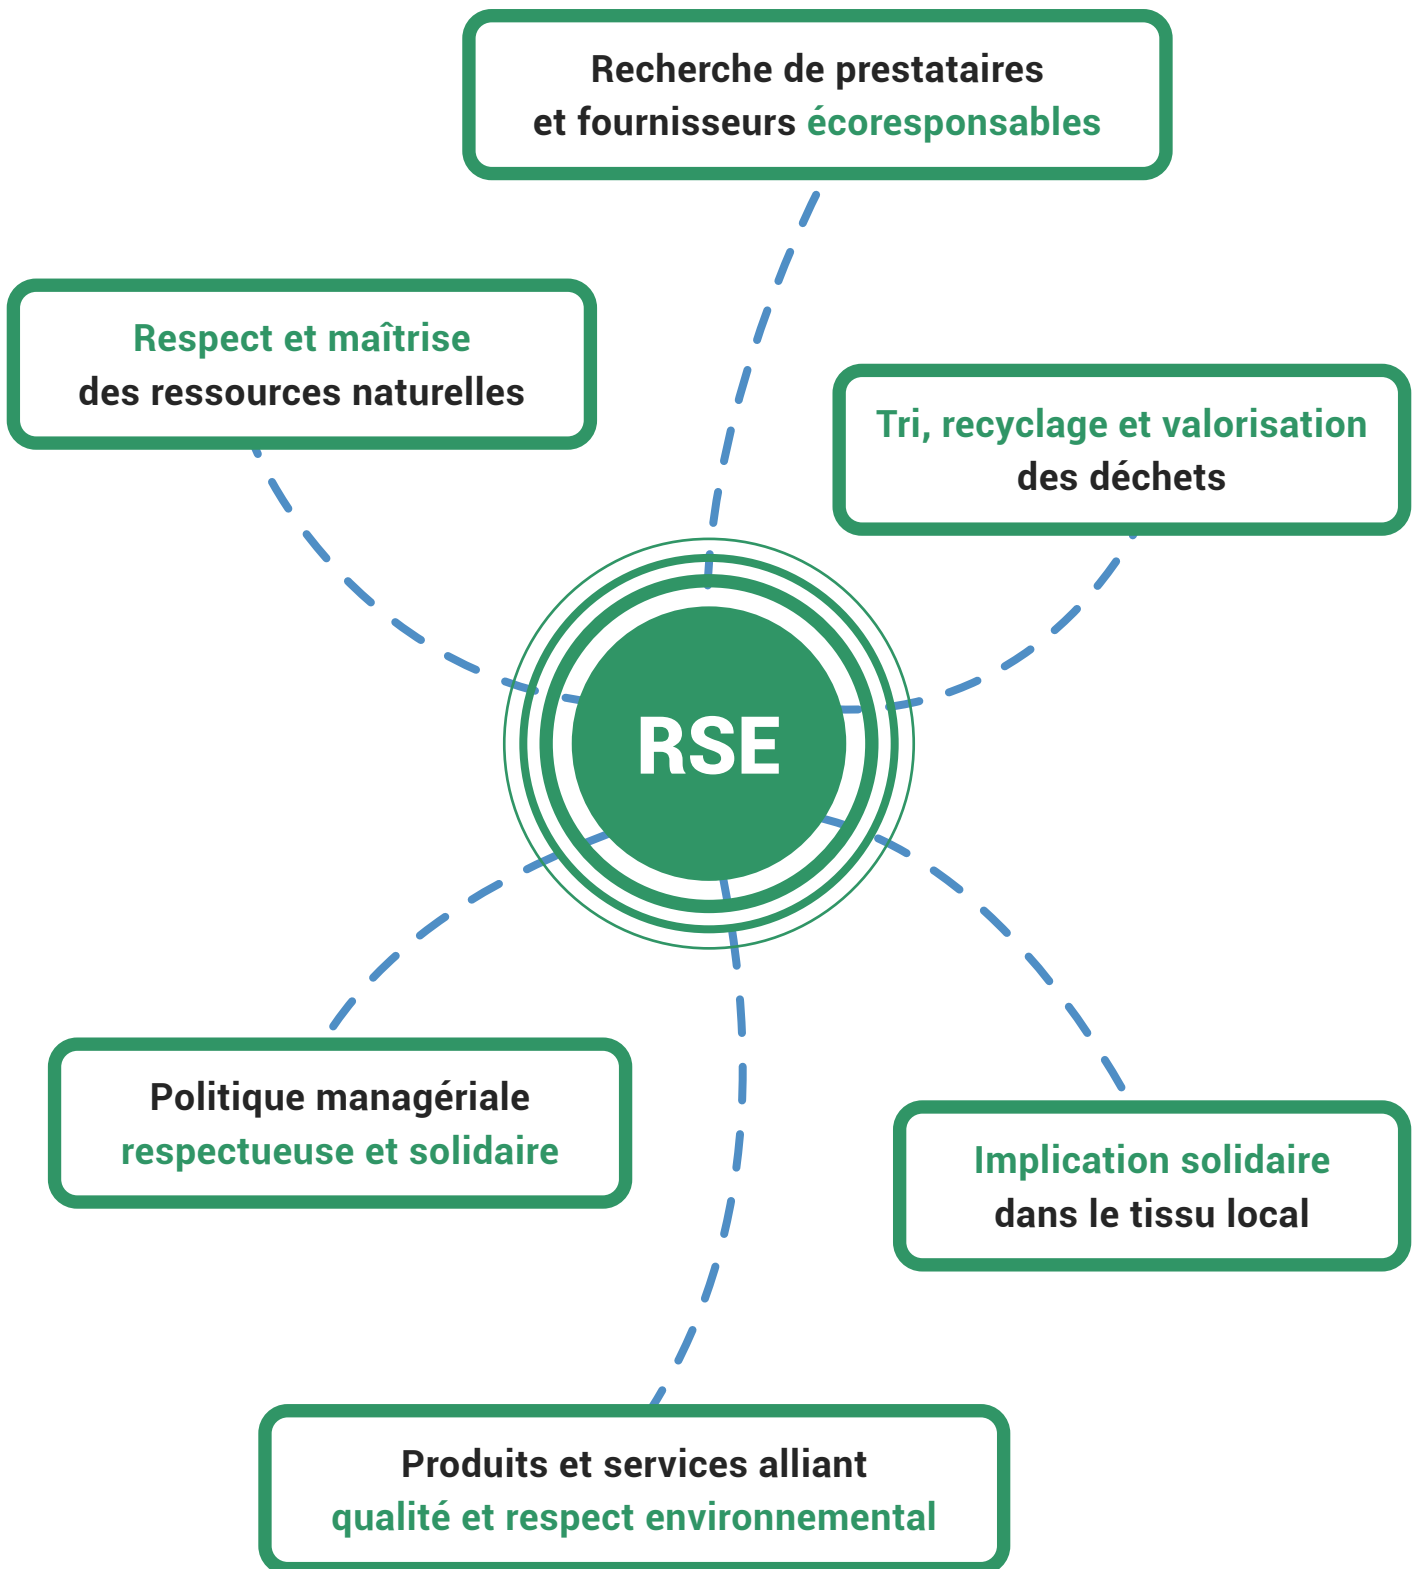 Recherche de prestataires
et fournisseurs écoresponsables
Respect et maîtrise
des ressources naturelles
Tri, recyclage et valorisation
des déchets
RSE
Politique managériale
respectueuse et solidaire
Implication solidaire
dans le tissu local
Produits et services alliant
qualité et respect environnemental